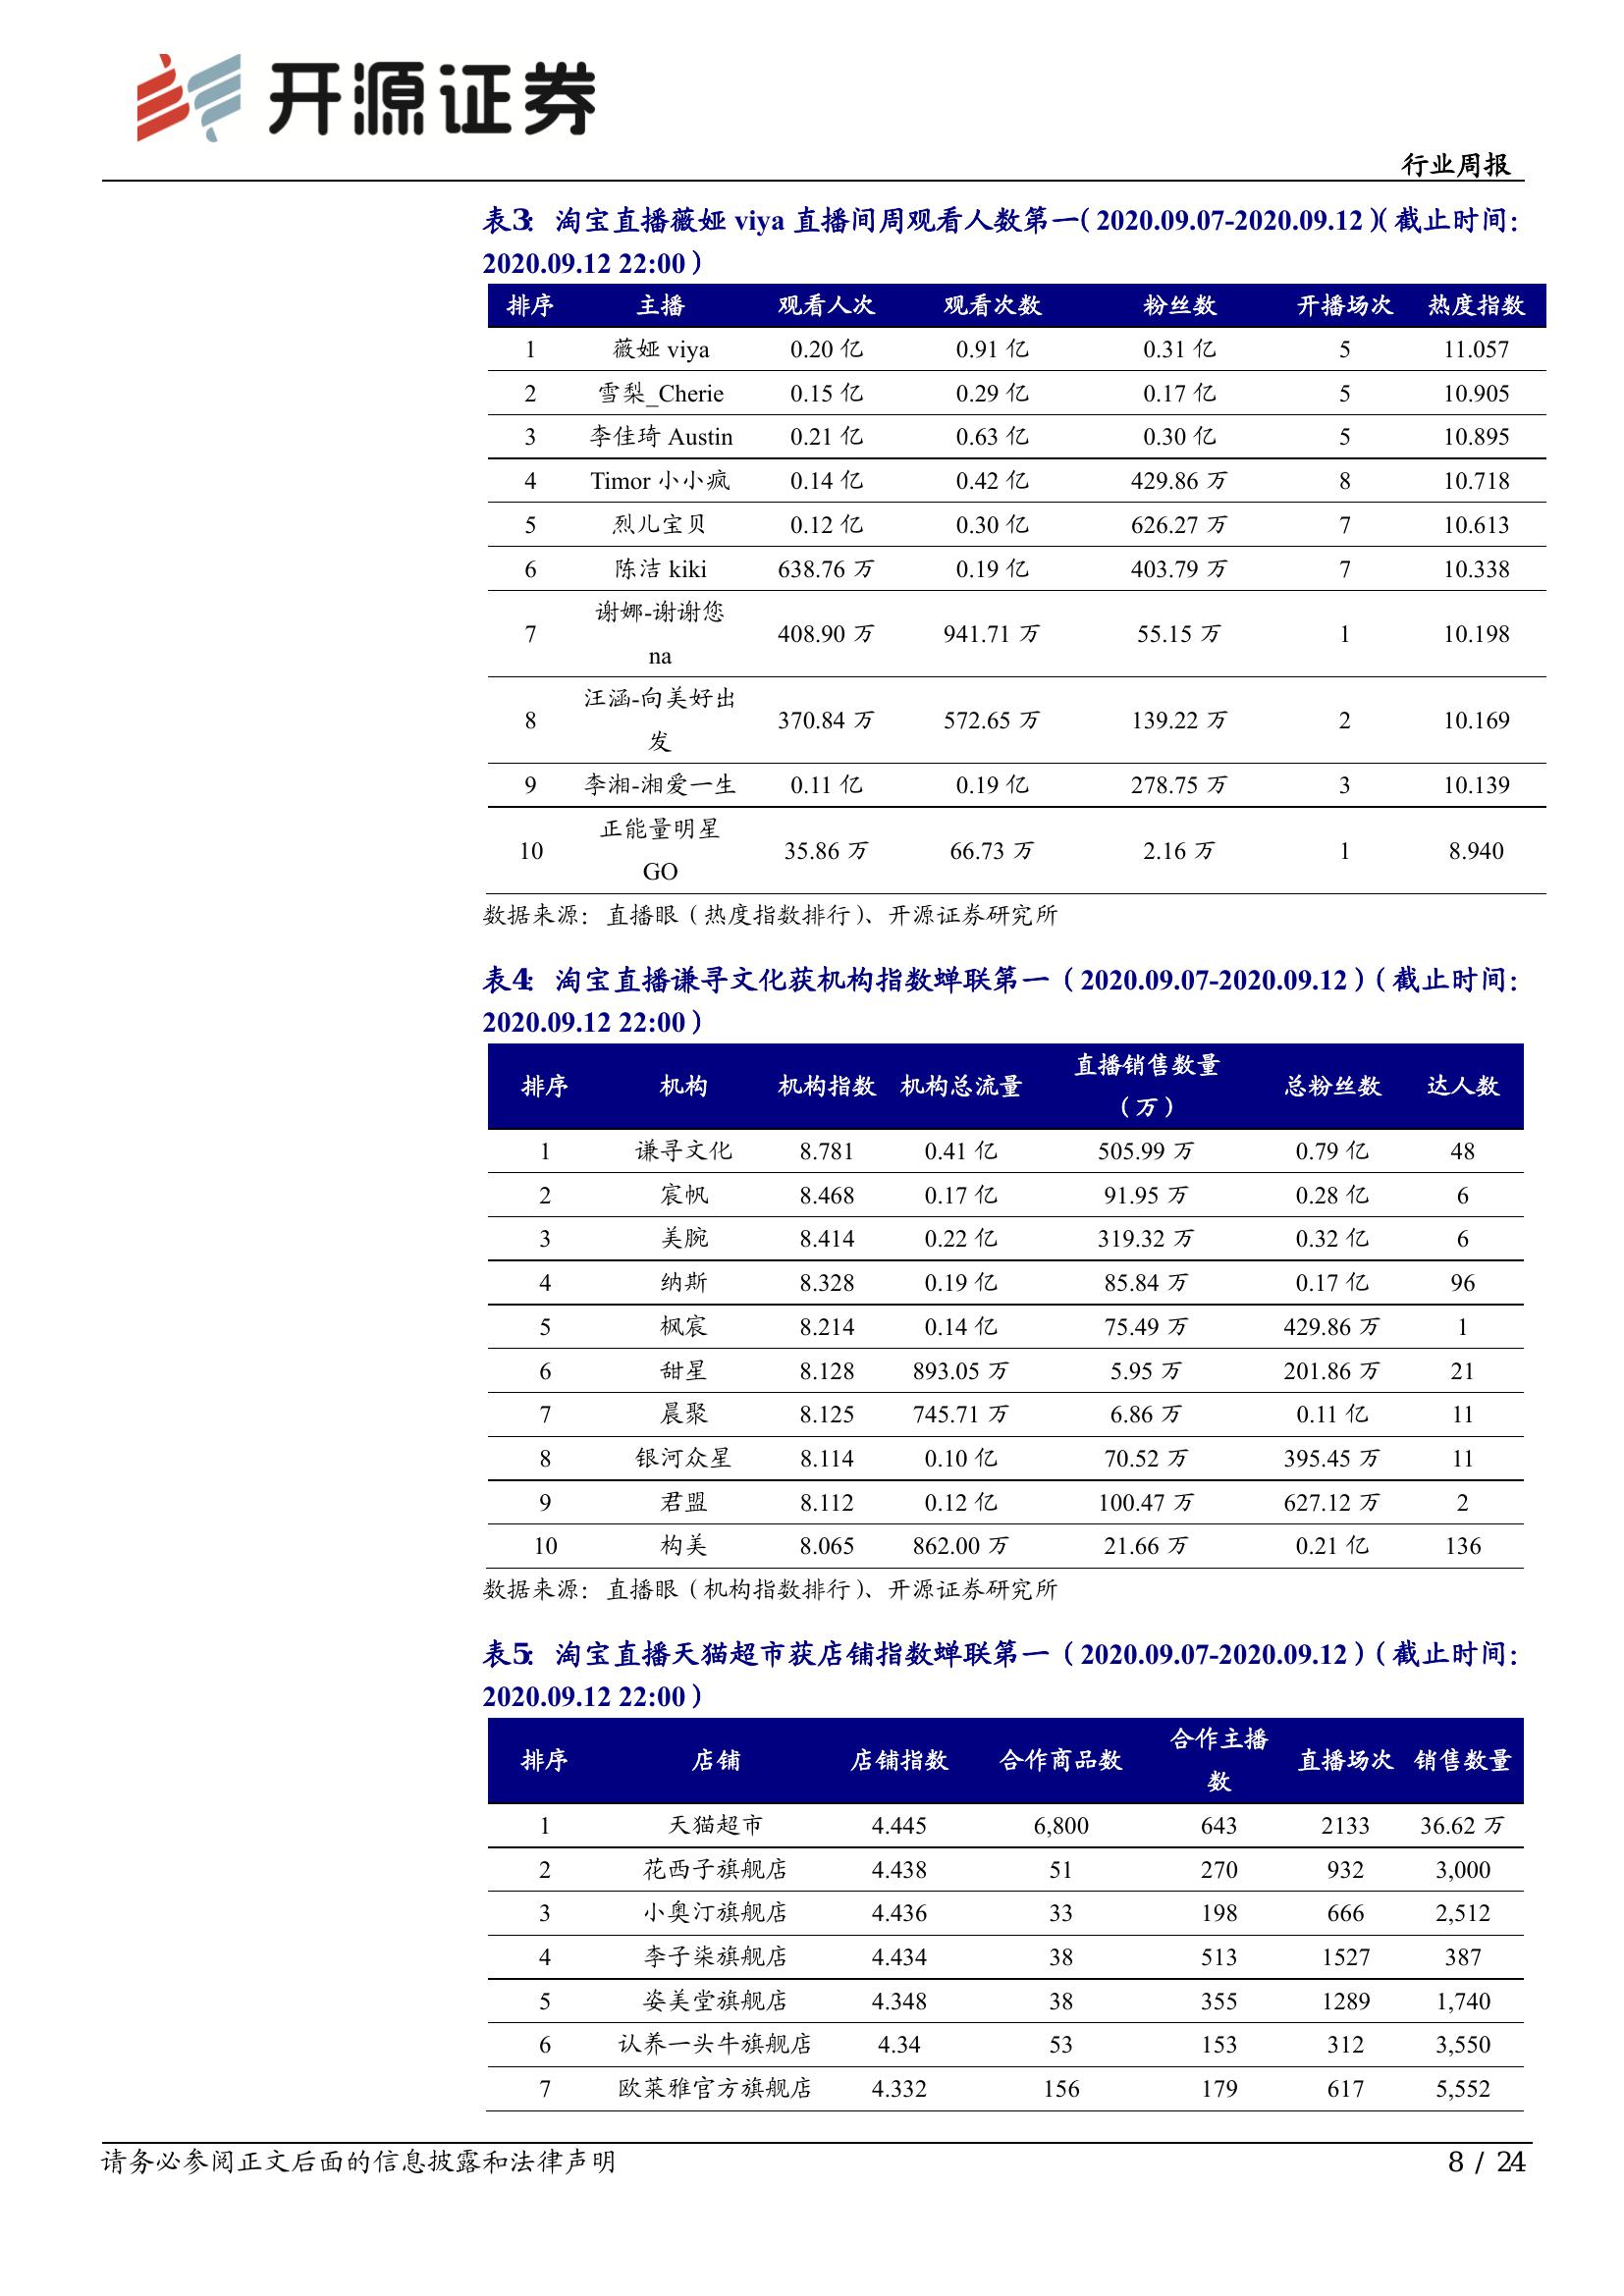 开源证券
行业周报
表3： 淘宝直播薇娅 viya 直播间周观看人数第一（2020.09.07-2020.09.12）（截止时间：
2020.09.12 22:00）
排序 主播 观看人次 观看次数 粉丝数 开播场次 热度指数
1 薇娅 viya 0.20 亿 0.91 亿 0.31 亿 5 11.057
2 雪梨_Cherie 0.15 亿 0.29 亿 0.17 亿 5 10.905
3 李佳琦 Austin 0.21 亿 0.63 亿 0.30 亿 5 10.895
4 Timor 小小疯 0.14 亿 0.42 亿 429.86 万 8 10.718
5 烈儿宝贝 0.12 亿 0.30 亿 626.27 万 7 10.613
6 陈洁 kiki 638.76 万 0.19 亿 403.79 万 7 10.338
谢娜-谢谢您
7 408.90 万 941.71 万 55.15 万 1 10.198
na
汪涵-向美好出
8 370.84 万 572.65 万 139.22 万 2 10.169
发
9 李湘-湘爱一生 0.11 亿 0.19 亿 278.75 万 3 10.139
正能量明星
10 35.86 万 66.73 万 2.16 万 1 8.940
GO
数据来源：直播眼（热度指数排行）、开源证券研究所
表4： 淘宝直播谦寻文化获机构指数蝉联第一（2020.09.07-2020.09.12）（截止时间：
2020.09.12 22:00）
直播销售数量
排序 机构 机构指数 机构总流量 总粉丝数 达人数
（万）
1 谦寻文化 8.781 0.41 亿 505.99 万 0.79 亿 48
2 宸帆 8.468 0.17 亿 91.95 万 0.28 亿 6
3 美腕 8.414 0.22 亿 319.32 万 0.32 亿 6
4 纳斯 8.328 0.19 亿 85.84 万 0.17 亿 96
5 枫宸 8.214 0.14 亿 75.49 万 429.86 万 1
6 甜星 8.128 893.05 万 5.95 万 201.86 万 21
7 晨聚 8.125 745.71 万 6.86 万 0.11 亿 11
8 银河众星 8.114 0.10 亿 70.52 万 395.45 万 11
9 君盟 8.112 0.12 亿 100.47 万 627.12 万 2
10 构美 8.065 862.00 万 21.66 万 0.21 亿 136
数据来源：直播眼（机构指数排行）、开源证券研究所
表5： 淘宝直播天猫超市获店铺指数蝉联第一（2020.09.07-2020.09.12）（截止时间：
2020.09.12 22:00）
合作主播
排序 店铺 店铺指数 合作商品数 直播场次 销售数量
数
1 天猫超市 4.445 6,800 643 2133 36.62 万
2 花西子旗舰店 4.438 51 270 932 3,000
3 小奥汀旗舰店 4.436 33 198 666 2,512
4 李子柒旗舰店 4.434 38 513 1527 387
5 姿美堂旗舰店 4.348 38 355 1289 1,740
6 认养一头牛旗舰店 4.34 53 153 312 3,550
7 欧莱雅官方旗舰店 4.332 156 179 617 5,552
请务必参阅正文后面的信息披露和法律声明 8 / 24